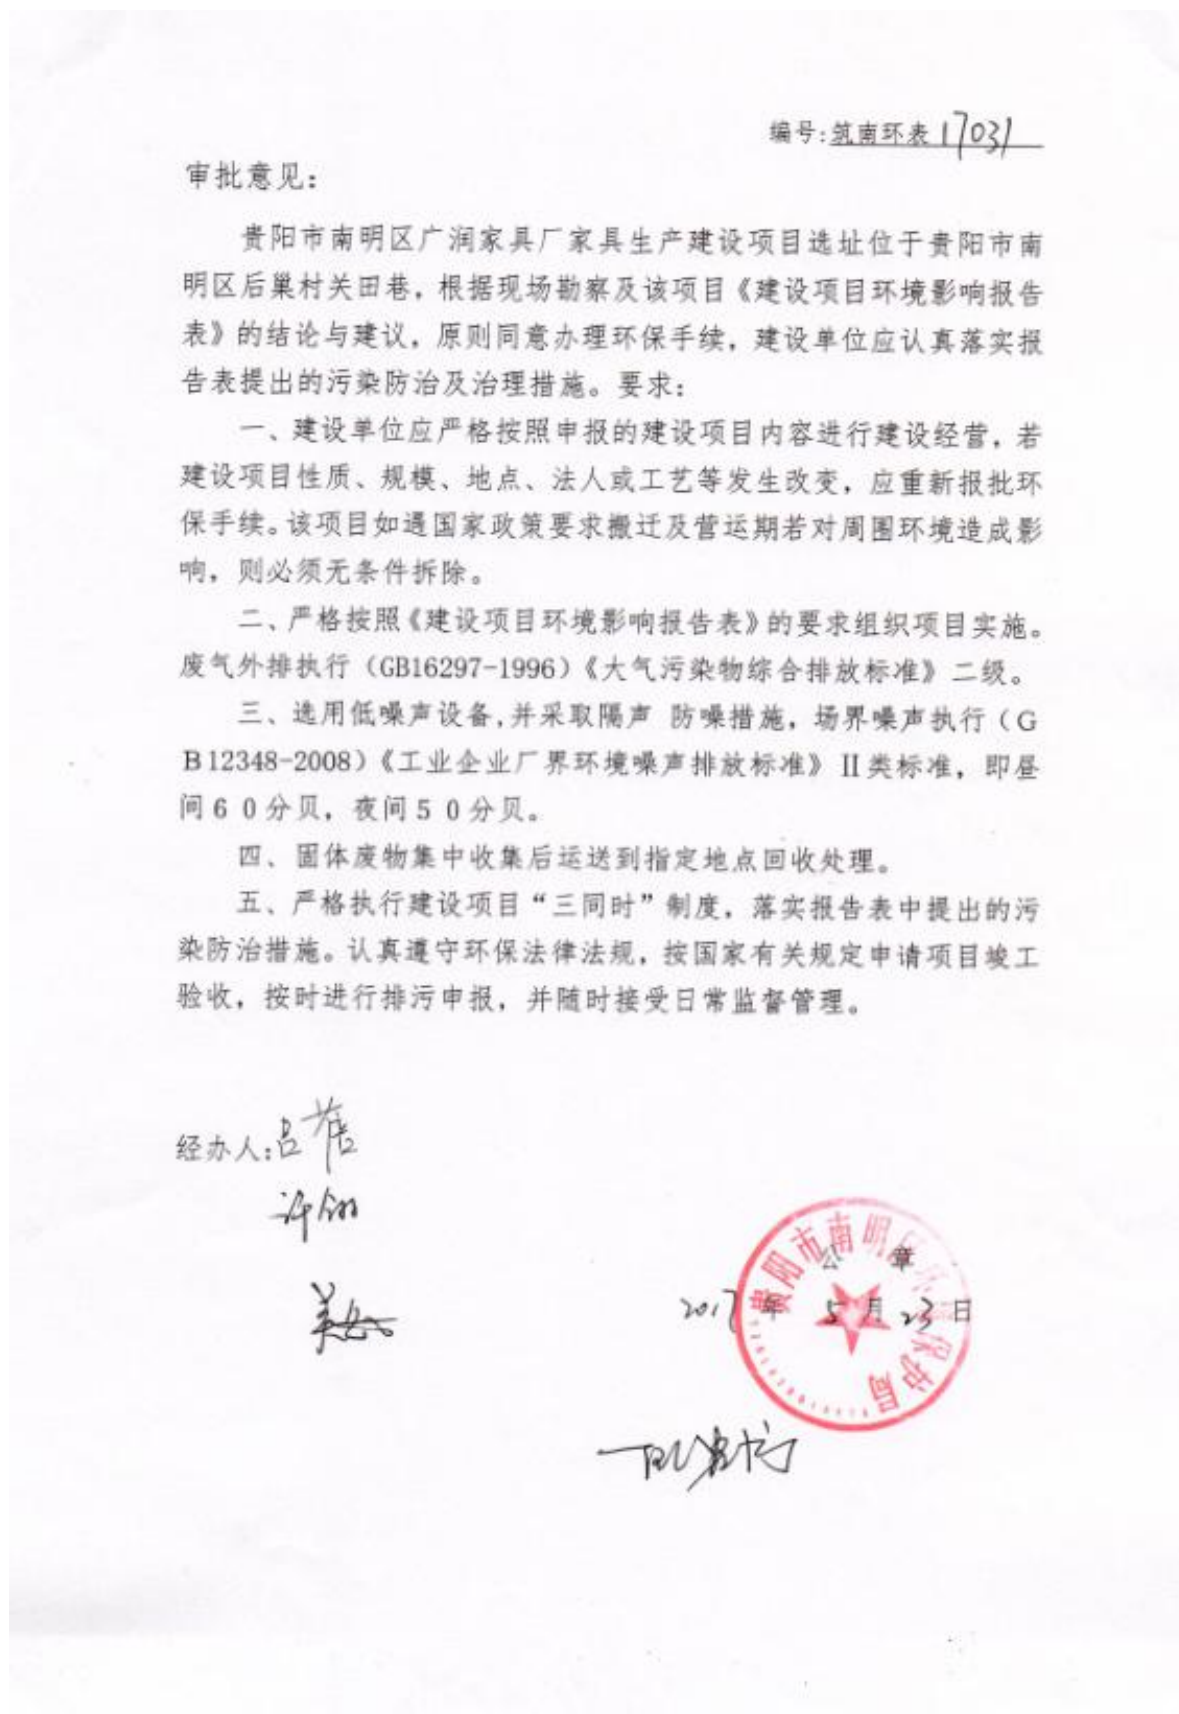 编号:筑南环表17031
审批意见:
贵阳市南明区广润家具厂家具生产建设项目选址位于贵阳市南
明区后巢村关田巷，根据现场勘察及该项目《建设项目环境影响报告
表》的结论与建议，原则同意办理环保手续，建设单位应认真落实报
告表提出的污染防治及治理措施。要求：
一、建设单位应严格按照申报的建设项目内容进行建设经营，若
建设项目性质、规模、地点、法人或工艺等发生改变，应重新报批环
保手续。该项目如遇国家政策要求搬迁及营运期若对周围环境造成影
响，则必须无条件拆除。
二、严格按照《建设项目环境影响报告表》的要求组织项目实施。
废气外排执行（GB16297-1996）《大气污染物综合排放标准》二级。
三、选用低噪声设备,并采取隔声 防噪措施，场界噪声执行（G
B12348-2008）《工业企业厂界环境噪声排放标准》Ⅱ类标准，即昼
间６０分贝，夜间５０分贝。
四、固体废物集中收集后运送到指定地点回收处理。
五、严格执行建设项目“三同时”制度，落实报告表中提出的污
染防治措施。认真遵守环保法律法规，按国家有关规定申请项目竣工
验收，按时进行排污申报，并随时接受日常监督管理。
经办人:
公 章
2017 年 5 月 23 日
贵阳市南明区环境保护局